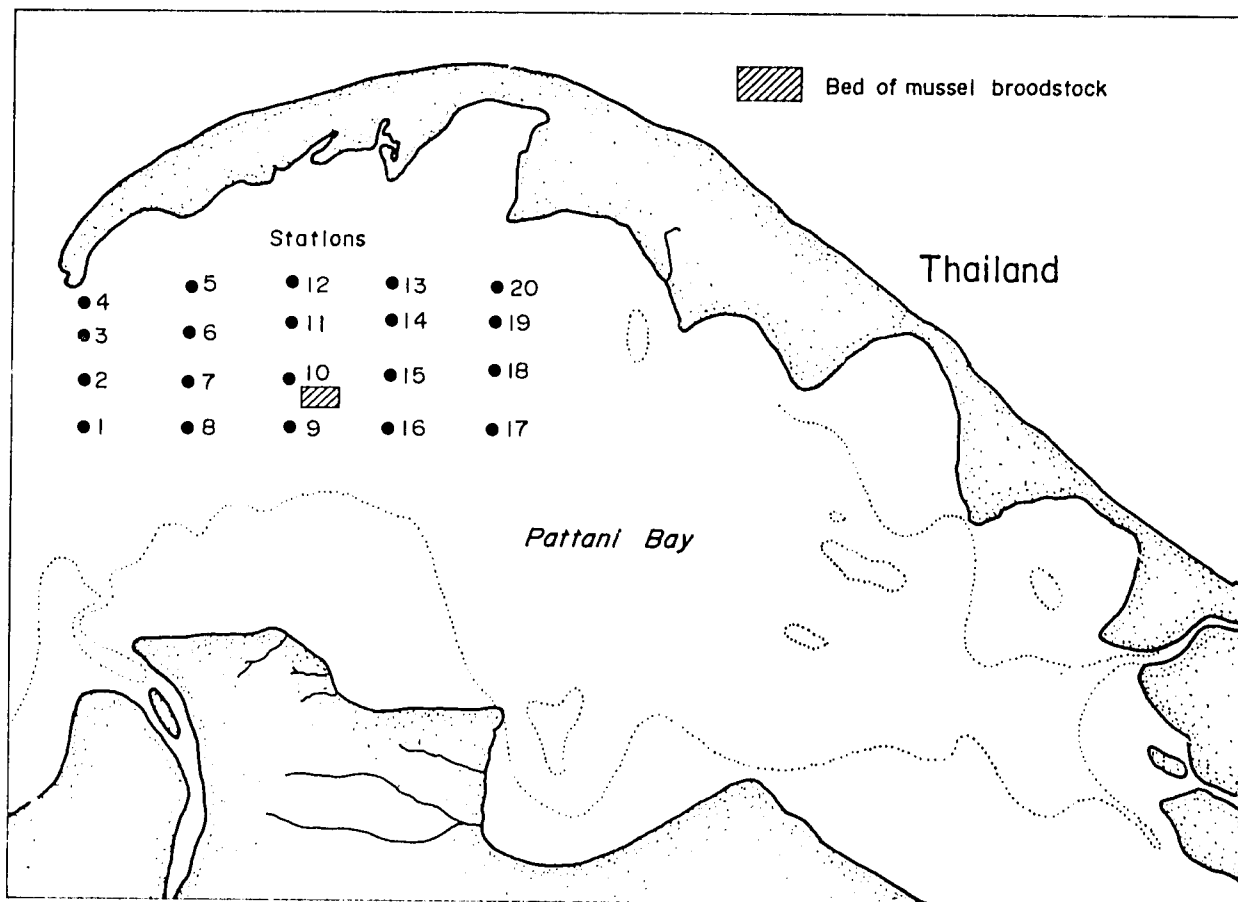 Bed of mussel broodstock
Thailand
Stations
5 12 13 20
4
3 6 11 14 19
2 7 10 15 18
1 8 9 16 17
Pattani Bay